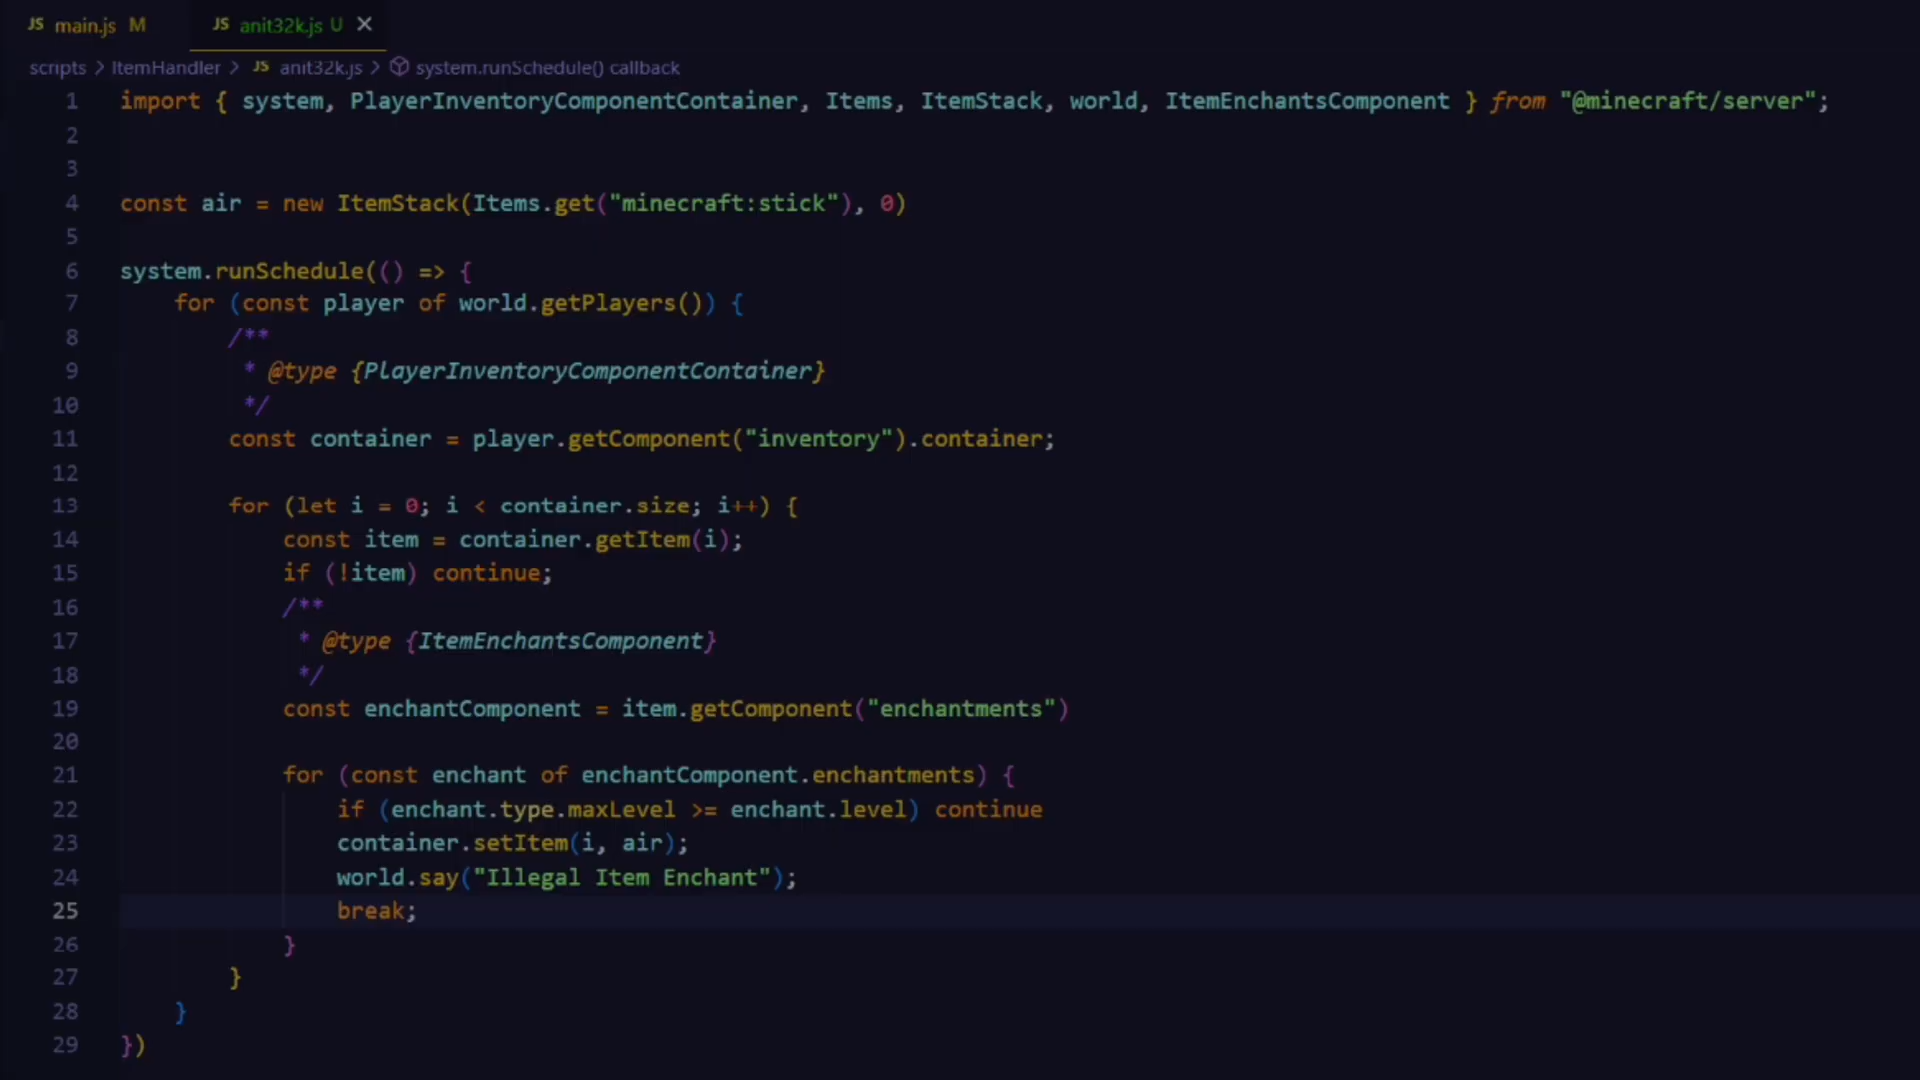 JS main.js M JS anit32k.js U ×
scripts > ItemHandler > JS anit32k.js > system.runSchedule() callback
1 import { system, PlayerInventoryComponentContainer, Items, ItemStack, world, ItemEnchantsComponent } from "@minecraft/server";
2
3
4 const air = new ItemStack(Items.get("minecraft:stick"), 0)
5
6 system.runSchedule(() => {
7 for (const player of world.getPlayers()) {
8 /**
9 * @type {PlayerInventoryComponentContainer}
10 */
11 const container = player.getComponent("inventory").container;
12
13 for (let i = 0; i < container.size; i++) {
14 const item = container.getItem(i);
15 if (!item) continue;
16 /**
17 * @type {ItemEnchantsComponent}
18 */
19 const enchantComponent = item.getComponent("enchantments")
20
21 for (const enchant of enchantComponent.enchantments) {
22 if (enchant.type.maxLevel >= enchant.level) continue
23 container.setItem(i, air);
24 world.say("Illegal Item Enchant");
25 break;
26 }
27 }
28 }
29 })